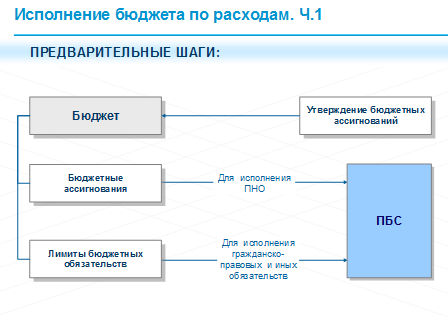 Исполнение бюджета по расходам. Ч.1
ПРЕДВАРИТЕЛЬНЫЕ ШАГИ:
Бюджет
Утверждение бюджетных
ассигнований
Бюджетные
ассигнования
Для исполнения
ПНО
ПБС
Лимиты бюджетных
обязательств
Для исполнения
гражданско-
правовых и иных
обязательств